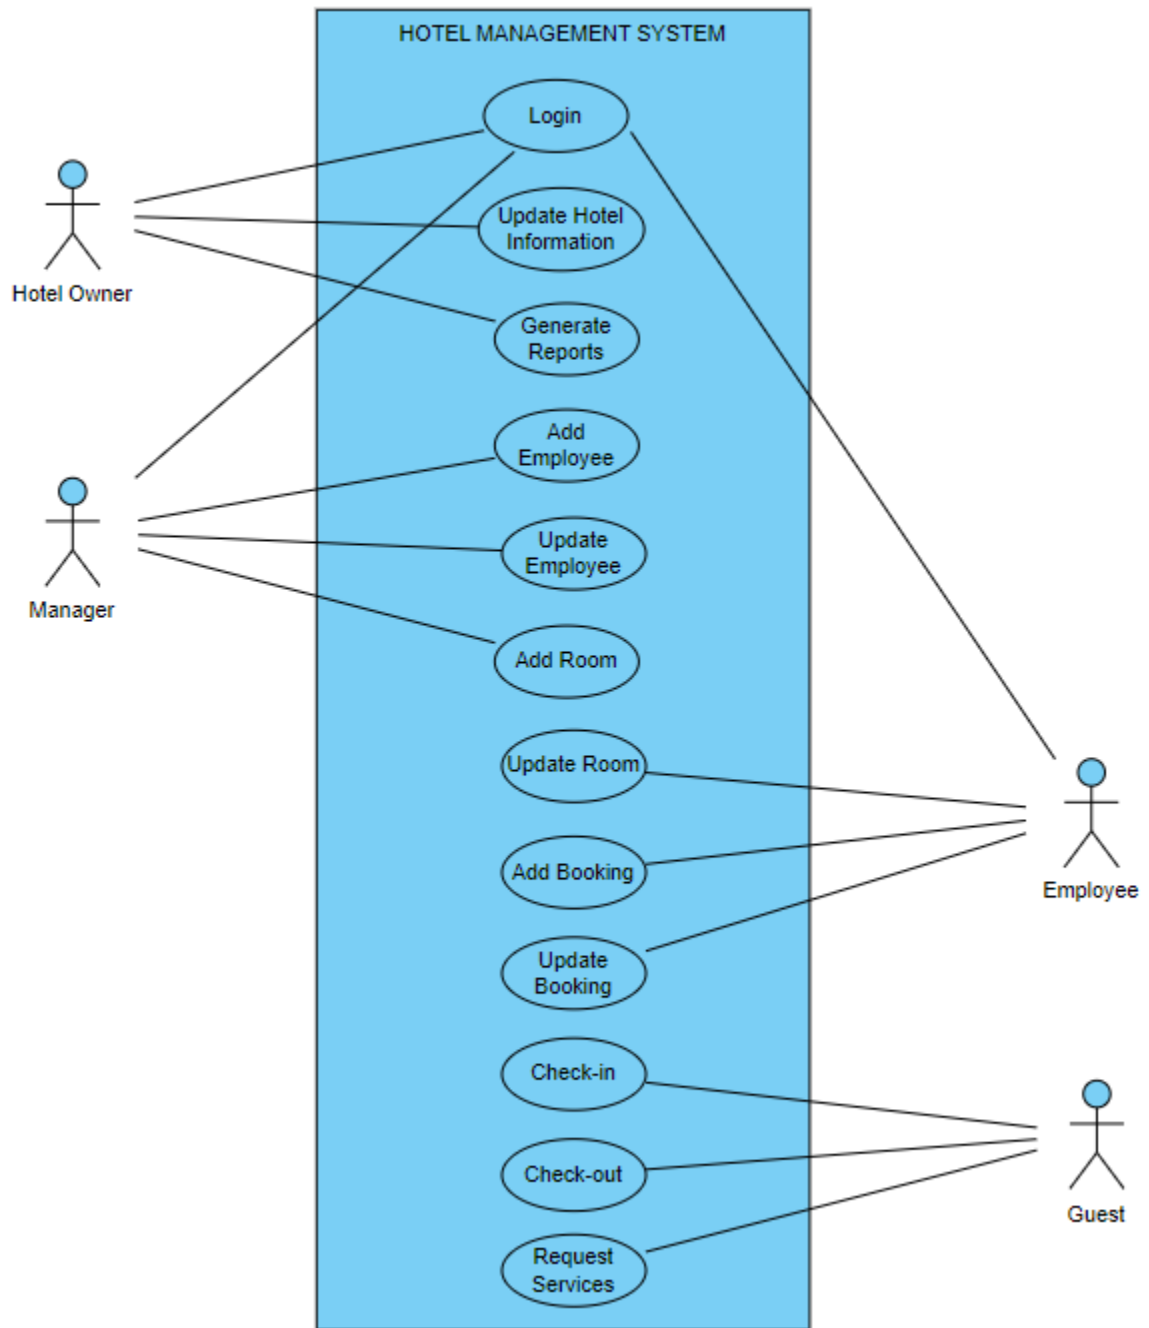 HOTEL MANAGEMENT SYSTEM
Login
Hotel Owner
Update Hotel
Information
Generate
Reports
Add
Employee
Manager
Update
Employee
Add Room
Update Room
Add Booking
Employee
Update
Booking
Check-in
Check-out
Guest
Request
Services